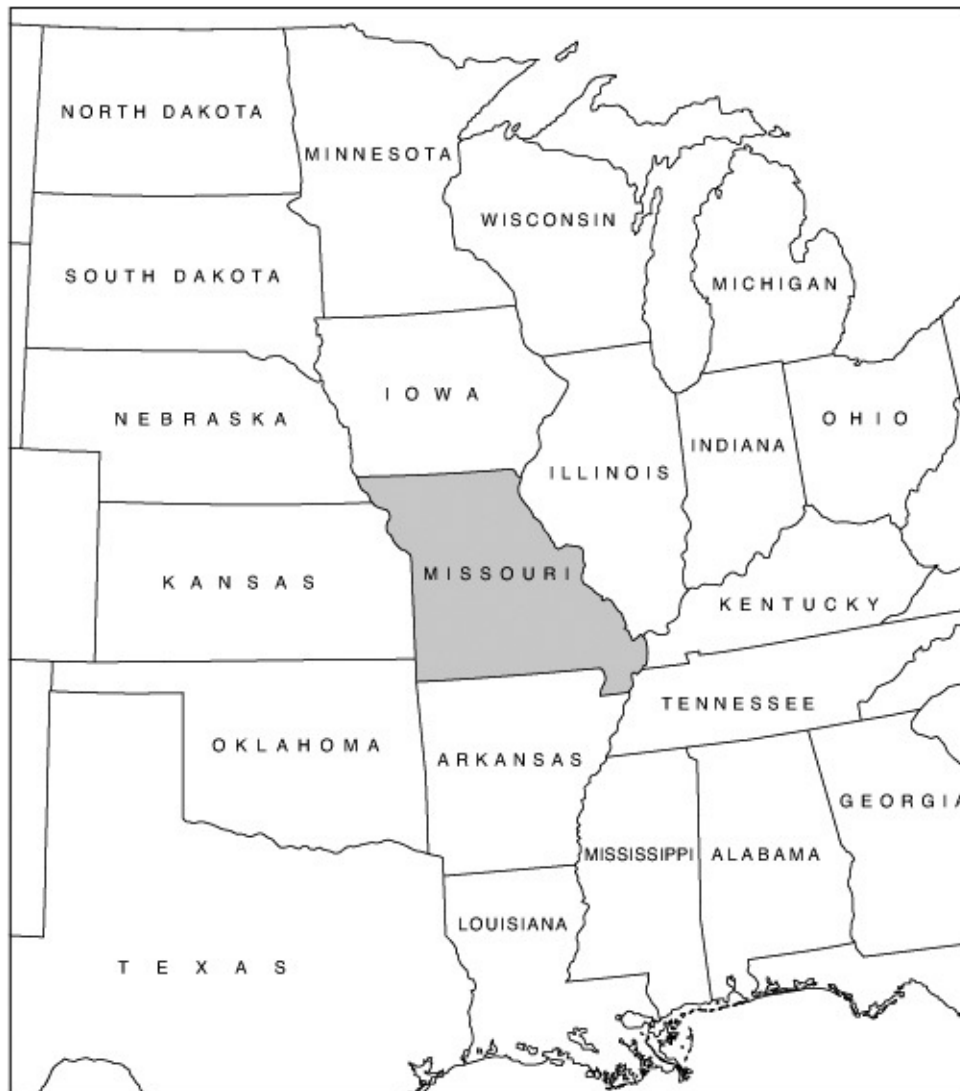 NORTH DAKOTA
MINNESOTA
WISCONSIN
SOUTH DAKOTA
MICHIGAN
IOWA
NEBRASKA
OHIO
INDIANA
ILLINOIS
MISSOURI
KANSAS
KENTUCKY
TENNESSEE
OKLAHOMA
ARKANSAS
GEORGIA
MISSISSIPPI
ALABAMA
LOUISIANA
TEXAS